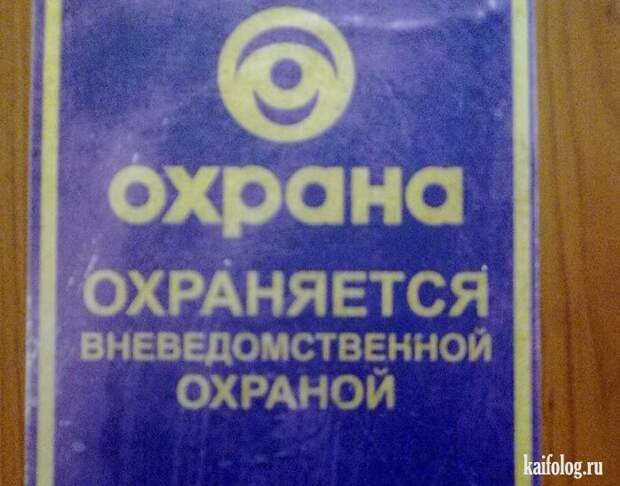 охрана
ОХРАНЯЕТСЯ
ВНЕВЕДОМСТВЕННОЙ
ОХРАНОЙ
kaifolog.ru